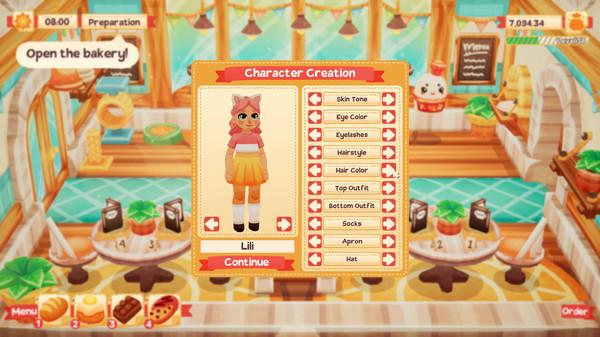 08:00 Preparation
7,094.34
Open the bakery!
Character Creation
Skin Tone
Eye Color
Eyelashes
Hairstyle
Hair Color
Top Outfit
Bottom Outfit
Socks
Apron
Hat
Lili
Continue
Menu
1 2 3 4
Order